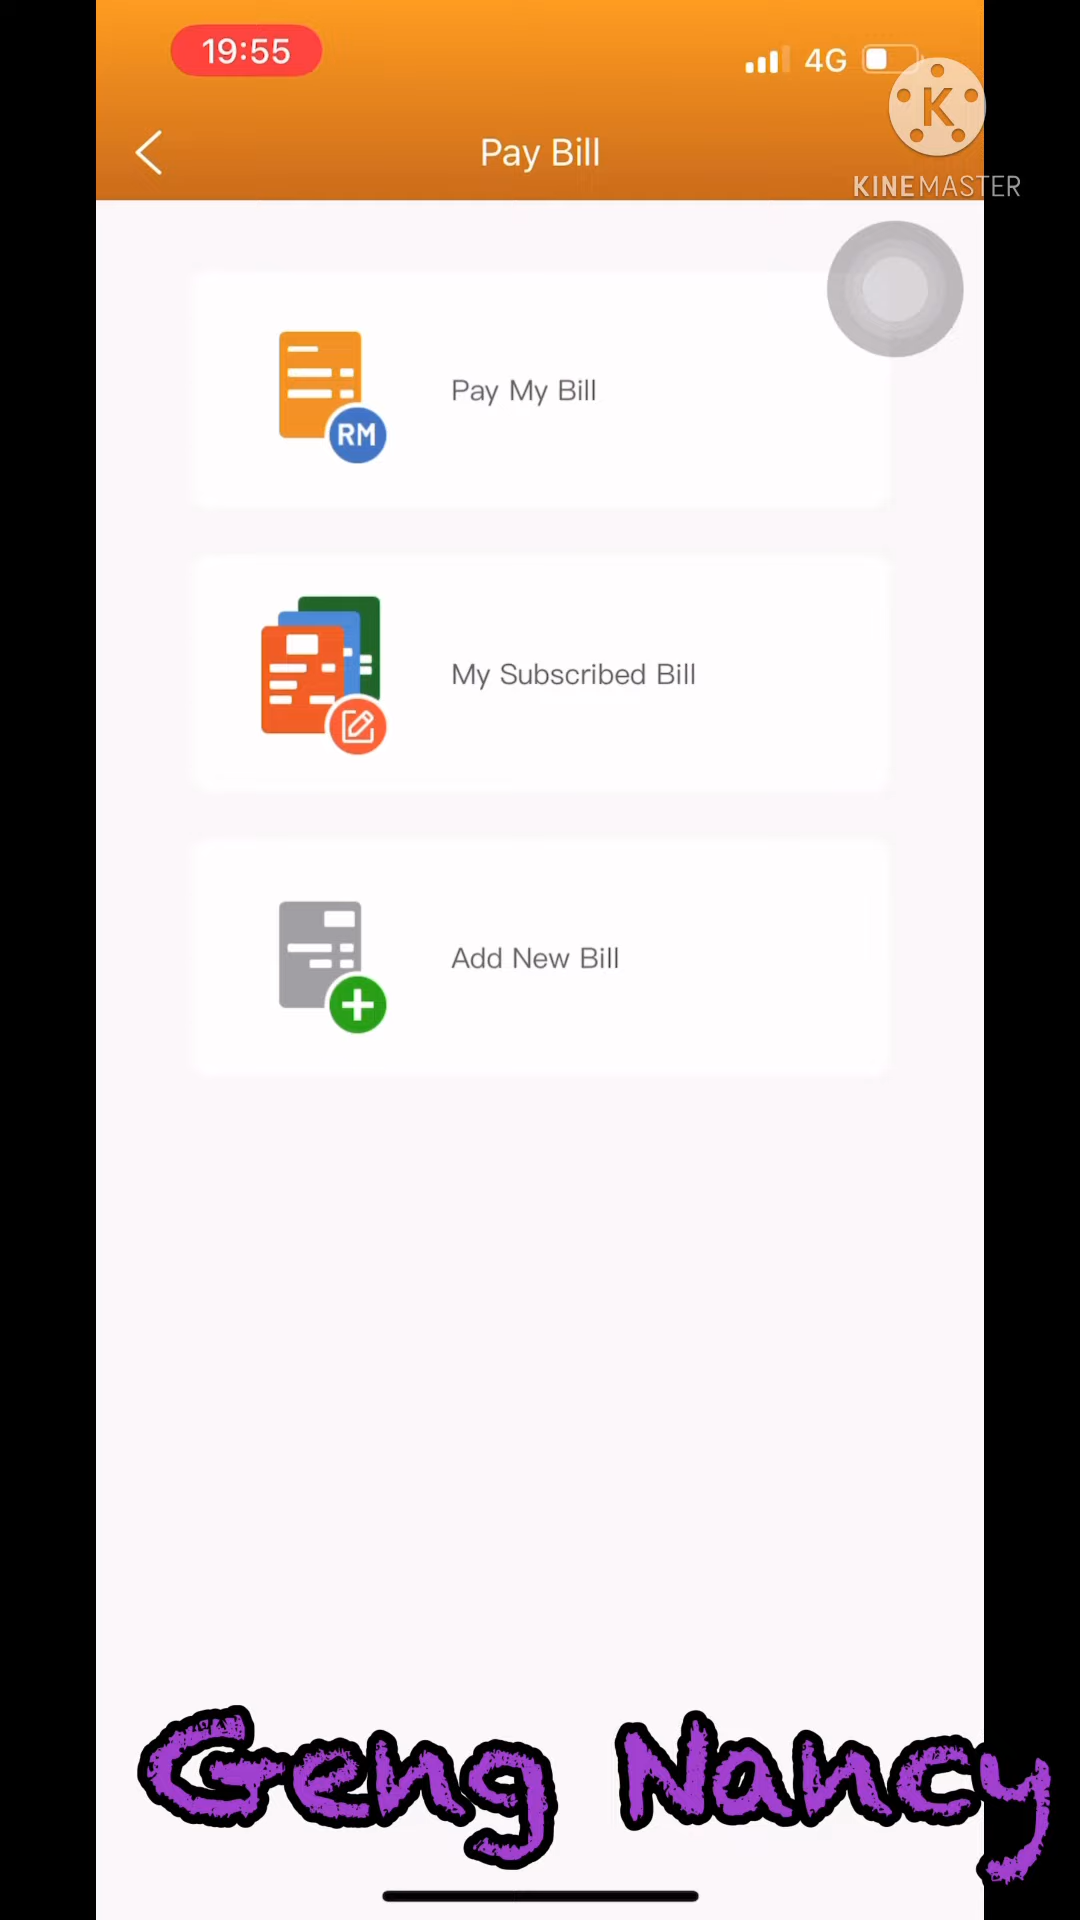 19:55
4G
K
KINEMASTER
Pay Bill
Pay My Bill
RM
My Subscribed Bill
Add New Bill
Geng Nancy